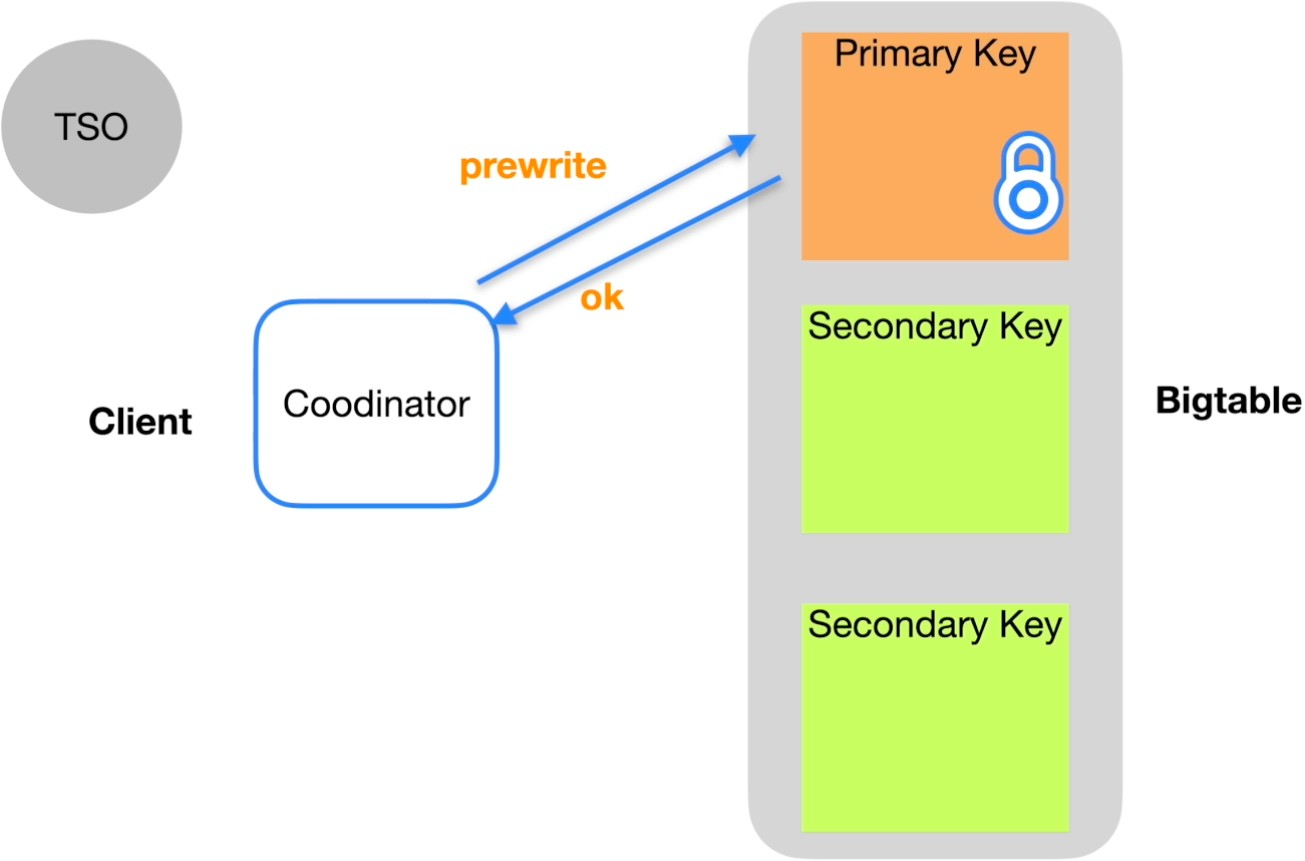 TSO
Primary Key
prewrite
ok
Secondary Key
Client
Coodinator
Bigtable
Secondary Key